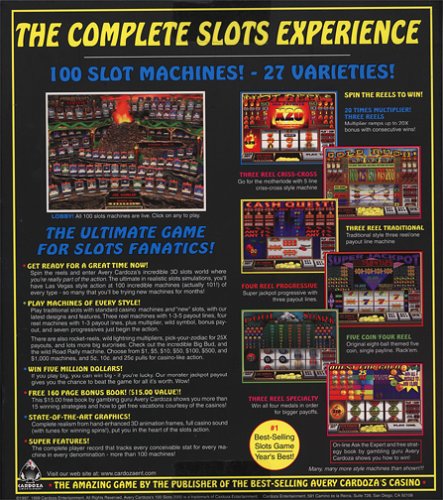 THE COMPLETE SLOTS EXPERIENCE
100 SLOT MACHINES! - 27 VARIETIES!
LOBBY! All 100 slots machines are live. Click on any to play.
THE ULTIMATE GAME
FOR SLOTS FANATICS!
• GET READY FOR A GREAT TIME NOW!
Spin the reels and enter Avery Cardoza's incredible 3D slots world where
you're really part of the action. The ultimate in realistic slots simulations, you'll
have Las Vegas style action at 100 incredible machines (actually 101!) of
every type - so many that you'll be trying new machines for months!
• PLAY MACHINES OF EVERY STYLE!
Play traditional slots with standard casino machines and "new" slots, with our
latest designs and features. Three reel machines with 1-3-5 payout lines, four
reel machines with 1-3 payout lines, plus multiplier, wild symbol, bonus pay-
out, and seven progressives just begin the action.
There are also rocket-reels, wild lightning multipliers, pick-your-zodiac for 25X
payouts, and lots more big surprises. Check out the incredible Big But, and
the wild Road Rally machine. Choose from $1, $5, $10, $50, $100, $500, and
$1,000 machines, and 5c, 10c, and 25c pulls for classic-like action.
• WIN FIVE MILLION DOLLARS!
If you play big, you can win big - if you're lucky. Our monster jackpot payout
gives you the chance to beat the game for all it's worth. Wow!
• FREE 160 PAGE BONUS BOOK! ($15.00 VALUE!)
This $15.00 free book by gambling guru Avery Cardoza shows you more than
15 winning strategies and how to get free vacations courtesy of the casinos!
• STATE-OF-THE-ART GRAPHICS!
Complete realism from hand-enhanced 3D animation frames, full casino sound
(with tunes for winning spins), put you in the heat of the action!
• SUPER FEATURES!
The complete player record that tracks every conceivable stat for every ma-
chine in every denomination - more than 100 items in all.
Visit our web site at: www.cardozaent.com
CARDOZA
SPIN THE REELS TO WIN!
20 TIMES MULTIPLIER!
THREE REELS
Multiplier ramps up to 20X
bonus with consecutive wins!
THREE REEL CRISS-CROSS
Go for the motherlode with 5 line
criss-cross style machine
CASH QUEST
THREE REEL TRADITIONAL
Traditional style three reel/one
payout line machine
FOUR REEL PROGRESSIVE
Super jackpot progressive with
three payout lines.
SUPER JACKPOT
FIVE COIN FOUR REEL
Original eight-balled themed five
coin, single payline. Rack'em.
THREE REEL SPECIALTY
Win all four medals in order
for bigger payoffs.
#1
Best-Selling
Slots Game
Year's Best!
On-line Ask the Expert and free strat-
egy book by gambling guru Avery
Cardoza shows you how to win!
Many, many more style machines than shown!!
THE AMAZING GAME BY THE PUBLISHER OF THE BEST-SELLING AVERY CARDOZA'S CASINO •